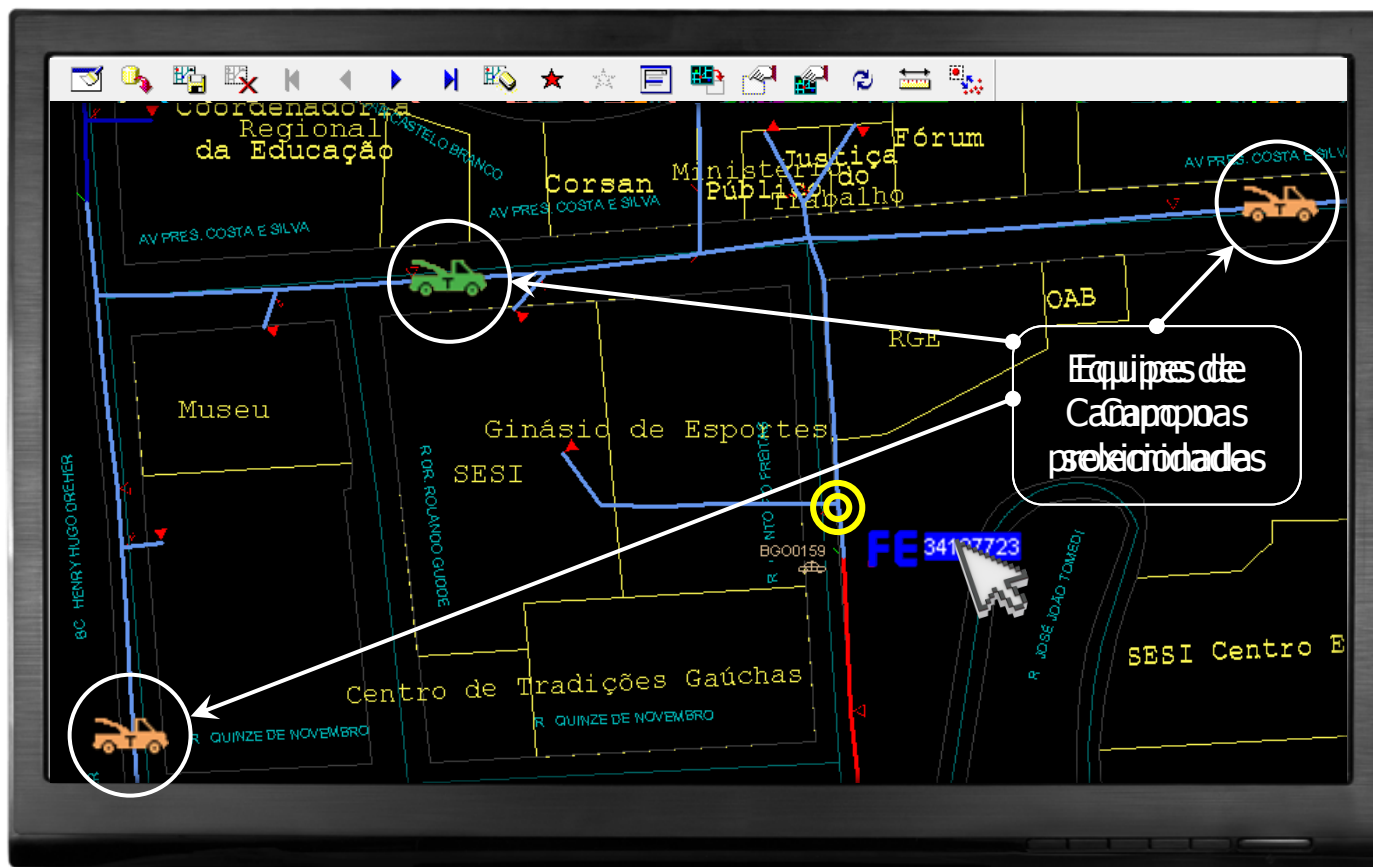 Coordenadoria
Regional
da Educação
R CASTELO BRANCO
Corsan
Ministério
Público
Justiça
do
Trabalho
Fórum
AV PRES. COSTA E SILVA
AV PRES. COSTA E SILVA
AV PRES. COSTA E SILVA
T
T
OAB
RGE
Museu
Ginásio de Esportes
SESI
BC HENRY HUGO DREHER
R DR. ROLANDO GUDDE
BGO0159
FE
R JOSÉ JOÃO TOMEDI
SESI Centro E
Centro de Tradições Gaúchas
R QUINZE DE NOVEMBRO
R QUINZE DE NOVEMBRO
T